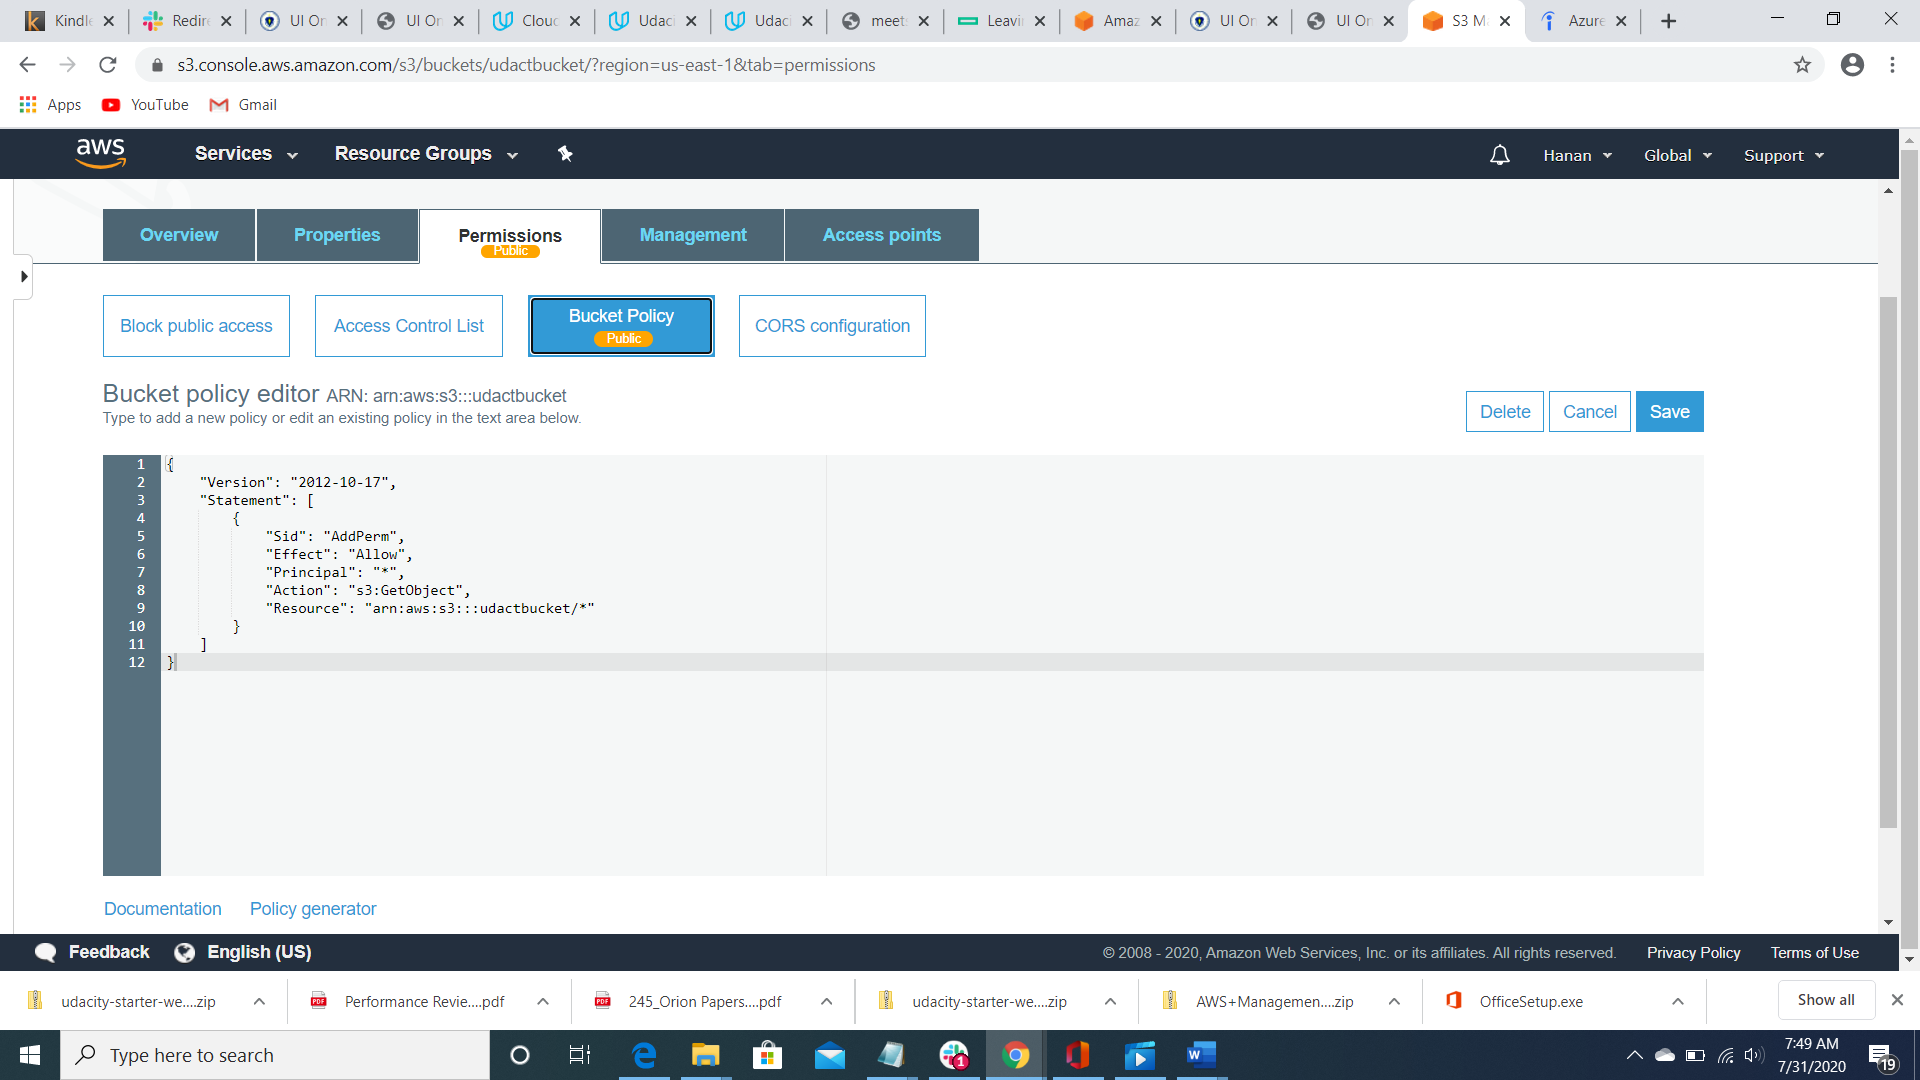 Kindle Redire UI On UI On Cloud Udaci Udaci meet Leavi Amaz UI On UI On S3 M Azure
s3.console.aws.amazon.com/s3/buckets/udactbucket/?region=us-east-1&tab=permissions
Apps YouTube Gmail
aws Services Resource Groups Hanan Global Support
Overview Properties Permissions Management Access points
Public
Block public access Access Control List Bucket Policy CORS configuration
Public
Bucket policy editor ARN: arn:aws:s3:::udactbucket
Type to add a new policy or edit an existing policy in the text area below.
Delete Cancel Save
1 {
2 "Version": "2012-10-17",
3 "Statement": [
4 {
5 "Sid": "AddPerm",
6 "Effect": "Allow",
7 "Principal": "*",
8 "Action": "s3:GetObject",
9 "Resource": "arn:aws:s3:::udactbucket/*"
10 }
11 ]
12 }
Documentation Policy generator
Feedback English (US) © 2008 - 2020, Amazon Web Services, Inc. or its affiliates. All rights reserved. Privacy Policy Terms of Use
udacity-starter-we....zip Performance Revie....pdf 245_Orion Papers....pdf udacity-starter-we....zip AWS+Managemen....zip OfficeSetup.exe Show all
Type here to search
1
7:49 AM
7/31/2020
19